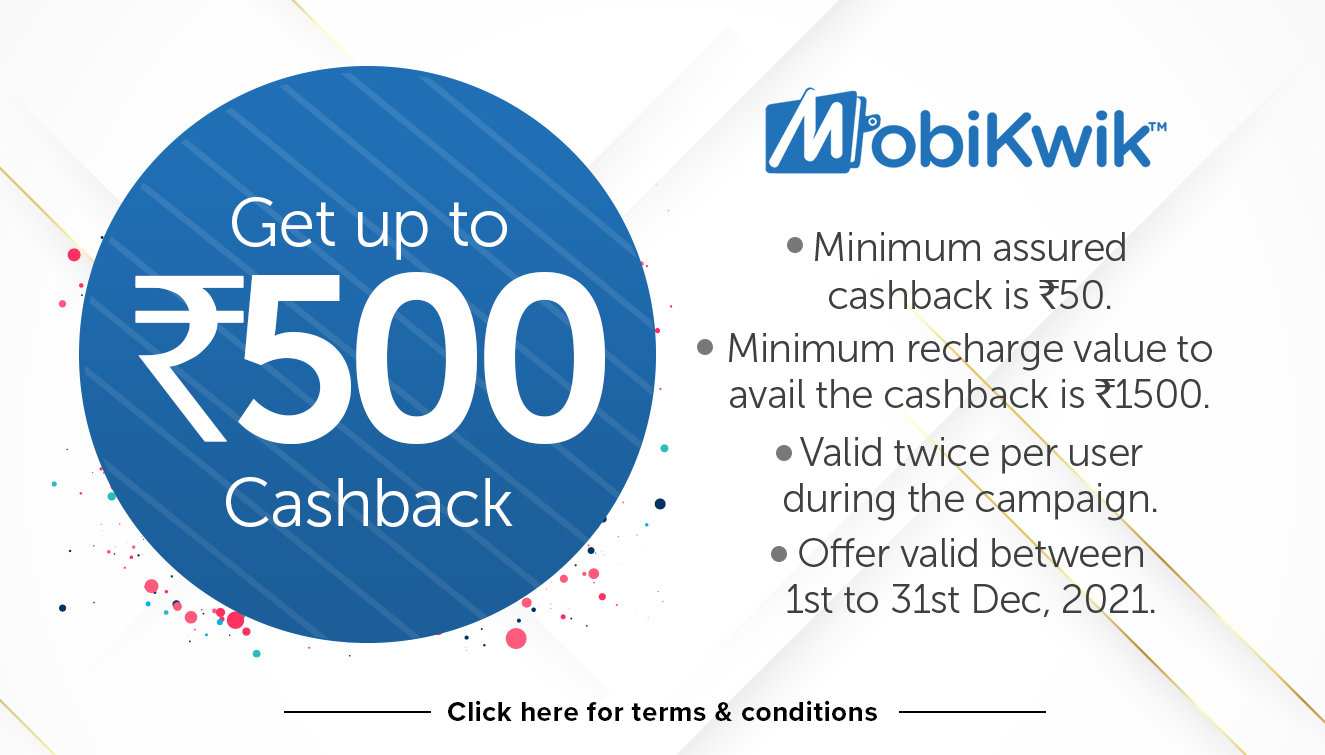 Get up to
₹500
Cashback
MobiKwik™
• Minimum assured
cashback is ₹50.
• Minimum recharge value to
avail the cashback is ₹1500.
• Valid twice per user
during the campaign.
• Offer valid between
1st to 31st Dec, 2021.
Click here for terms & conditions